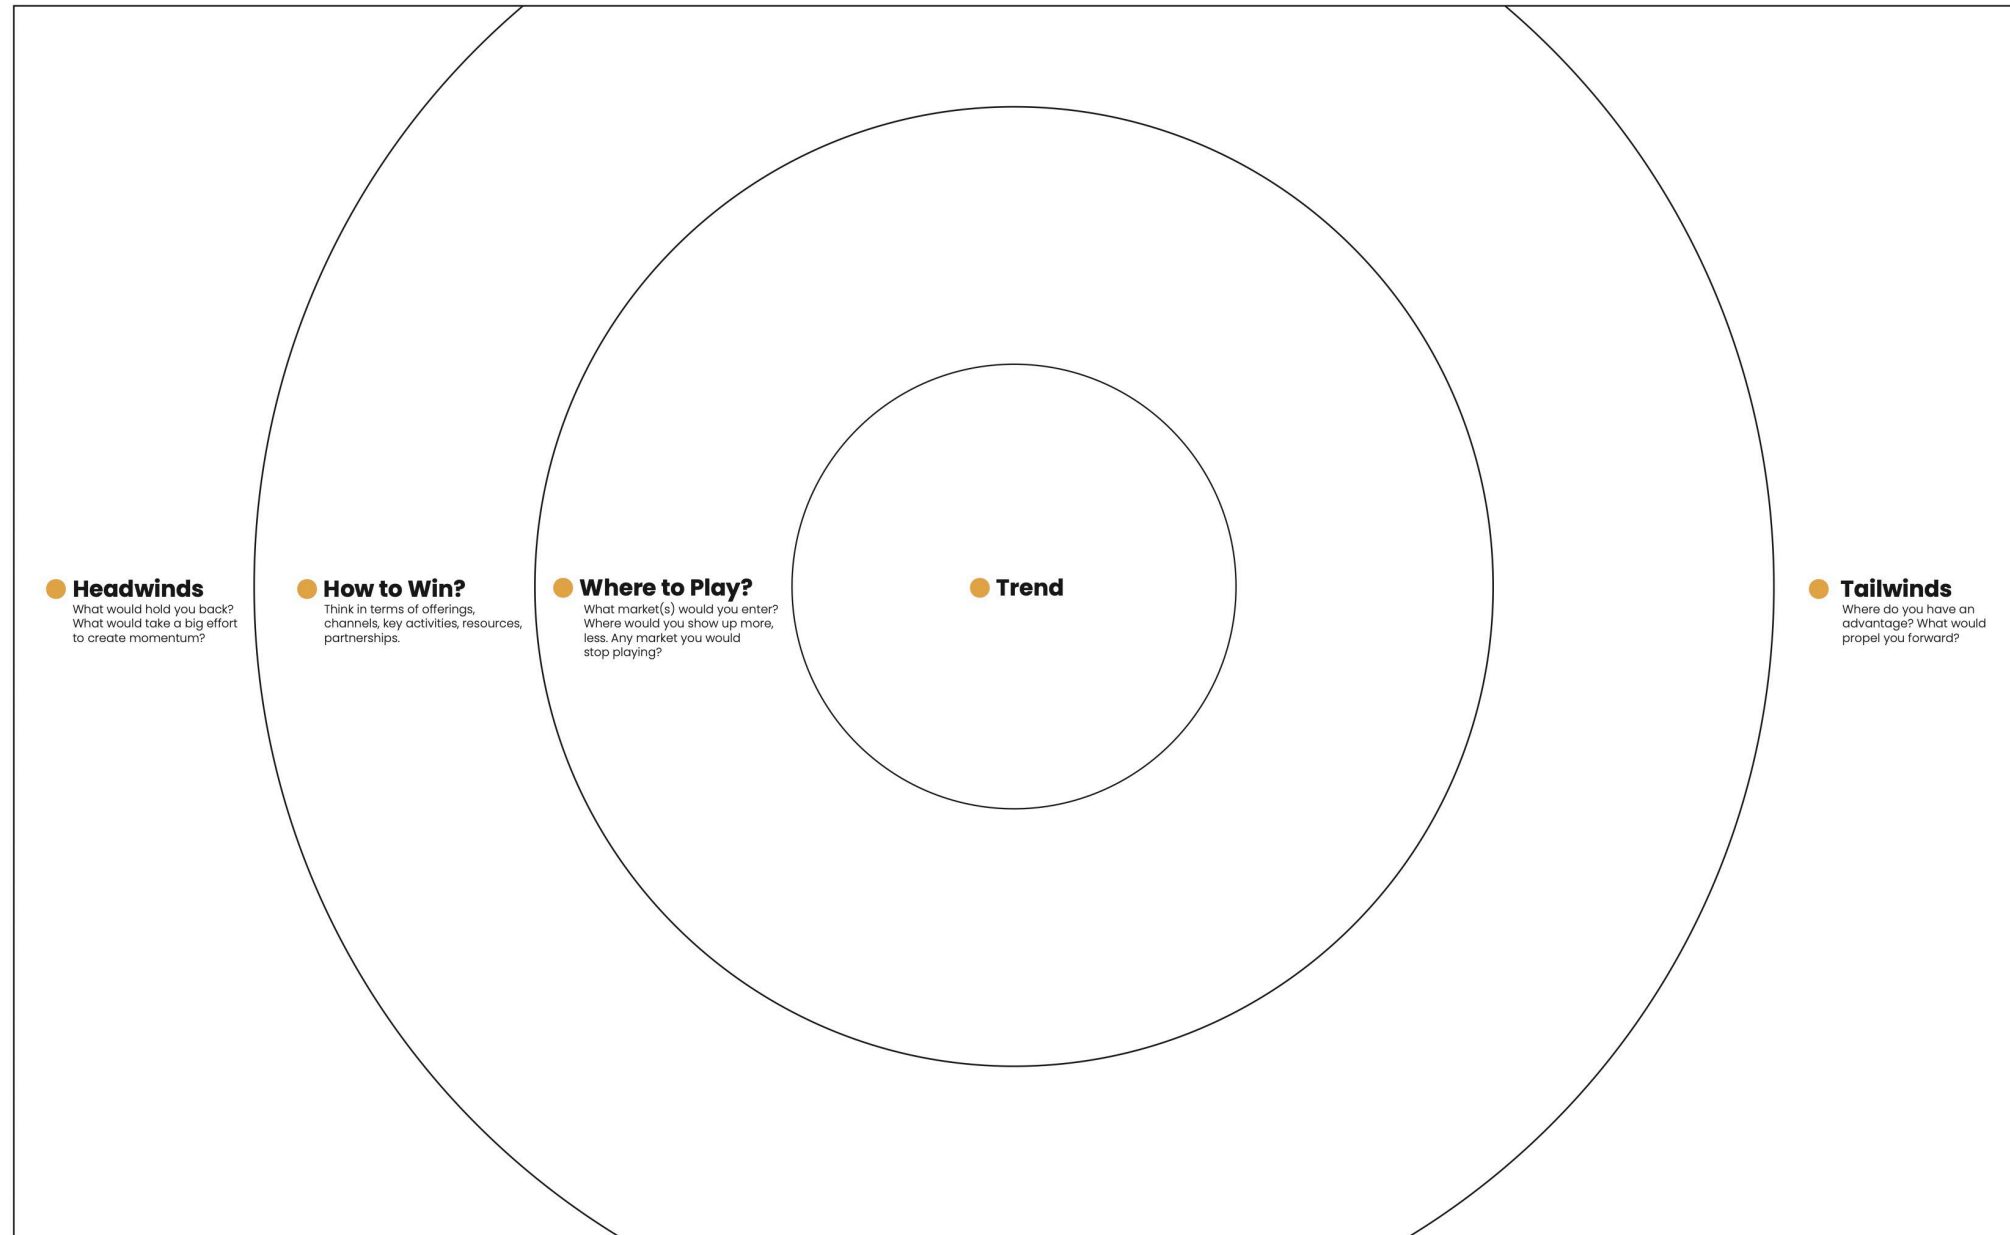 Headwinds
What would hold you back?
What would take a big effort
to create momentum?
How to Win?
Think in terms of offerings,
channels, key activities, resources,
partnerships.
Where to Play?
What market(s) would you enter?
Where would you show up more,
less. Any market you would
stop playing?
Trend
Tailwinds
Where do you have an
advantage? What would
propel you forward?